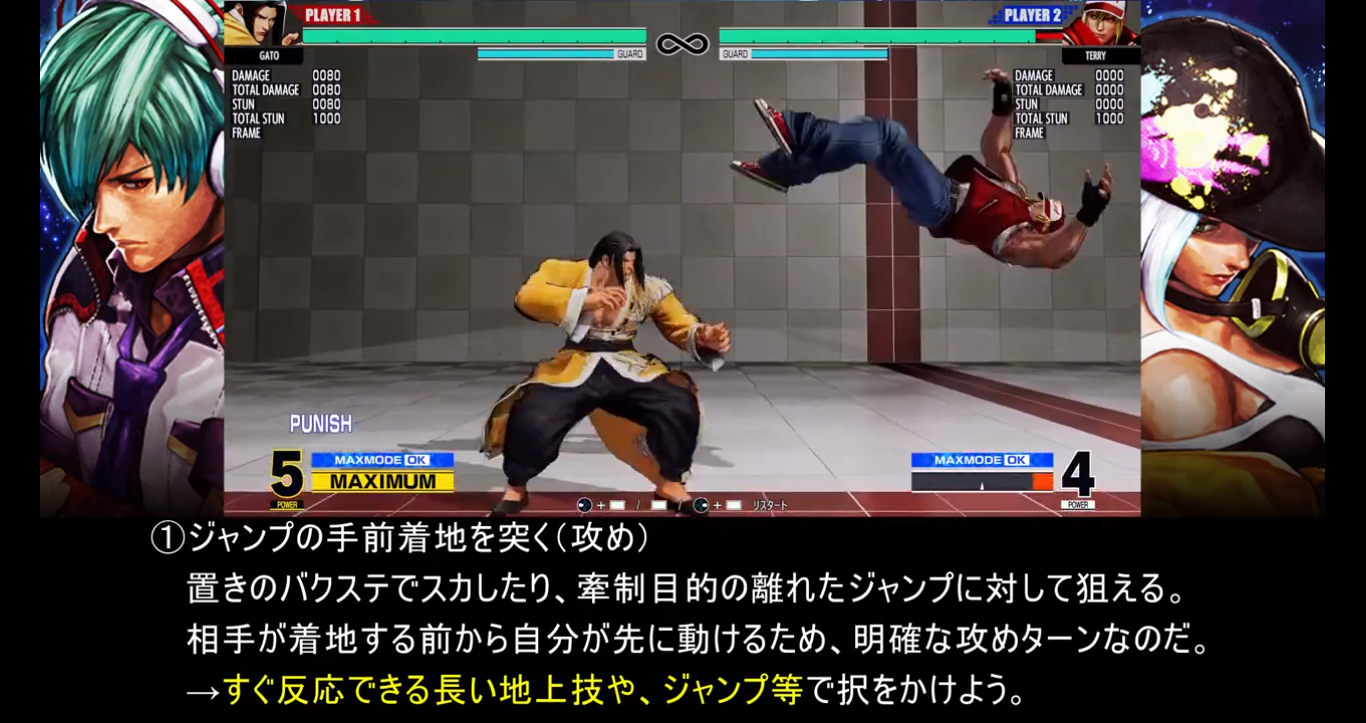 PLAYER 1
PLAYER 2
GATO
GUARD
GUARD
TERRY
DAMAGE 0080
TOTAL DAMAGE 0080
STUN 0080
TOTAL STUN 1000
FRAME
DAMAGE 0000
TOTAL DAMAGE 0000
STUN 0000
TOTAL STUN 1000
FRAME
PUNISH
5
POWER
MAXMODE OK
MAXIMUM
MAXMODE OK
4
POWER
+ / + リスタート
①ジャンプの手前着地を突く(攻め)
置きのバクステでスカしたり、牽制目的の離れたジャンプに対して狙える。
相手が着地する前から自分が先に動けるため、明確な攻めターンなのだ。
→すぐ反応できる長い地上技や、ジャンプ等で択をかけよう。